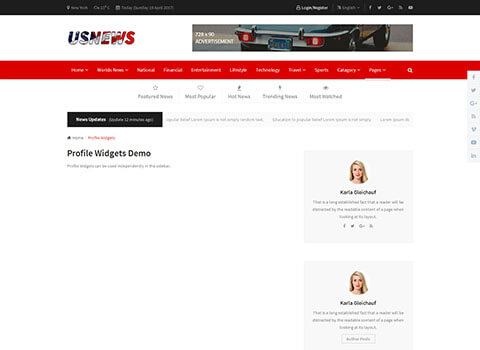 New York 21° C Today (Sunday 16 April 2017) Login/Register English
USNEWS
728 x 90
ADVERTISEMENT
Home Worlds News National Financial Entertainment Lifestyle Technology Travel Sports Catagory Pages
Featured News Most Popular Hot News Trending News Most Watched
News Updates (Update 12 minutes ago) opular belief Lorem Ipsum is not simply random text. Education to popular belief Lorem Ipsum is not simply Lorem Ipsum is
Home Profile Widgets
Profile Widgets Demo
Profile Widgets can be used independently in the sidebar.
Karla Gleichauf
That is a long established fact that a reader will be
distracted by the readable content of a page when
looking at its layout.
Karla Gleichauf
That is a long established fact that a reader will be
distracted by the readable content of a page when
looking at its layout.
Author Posts